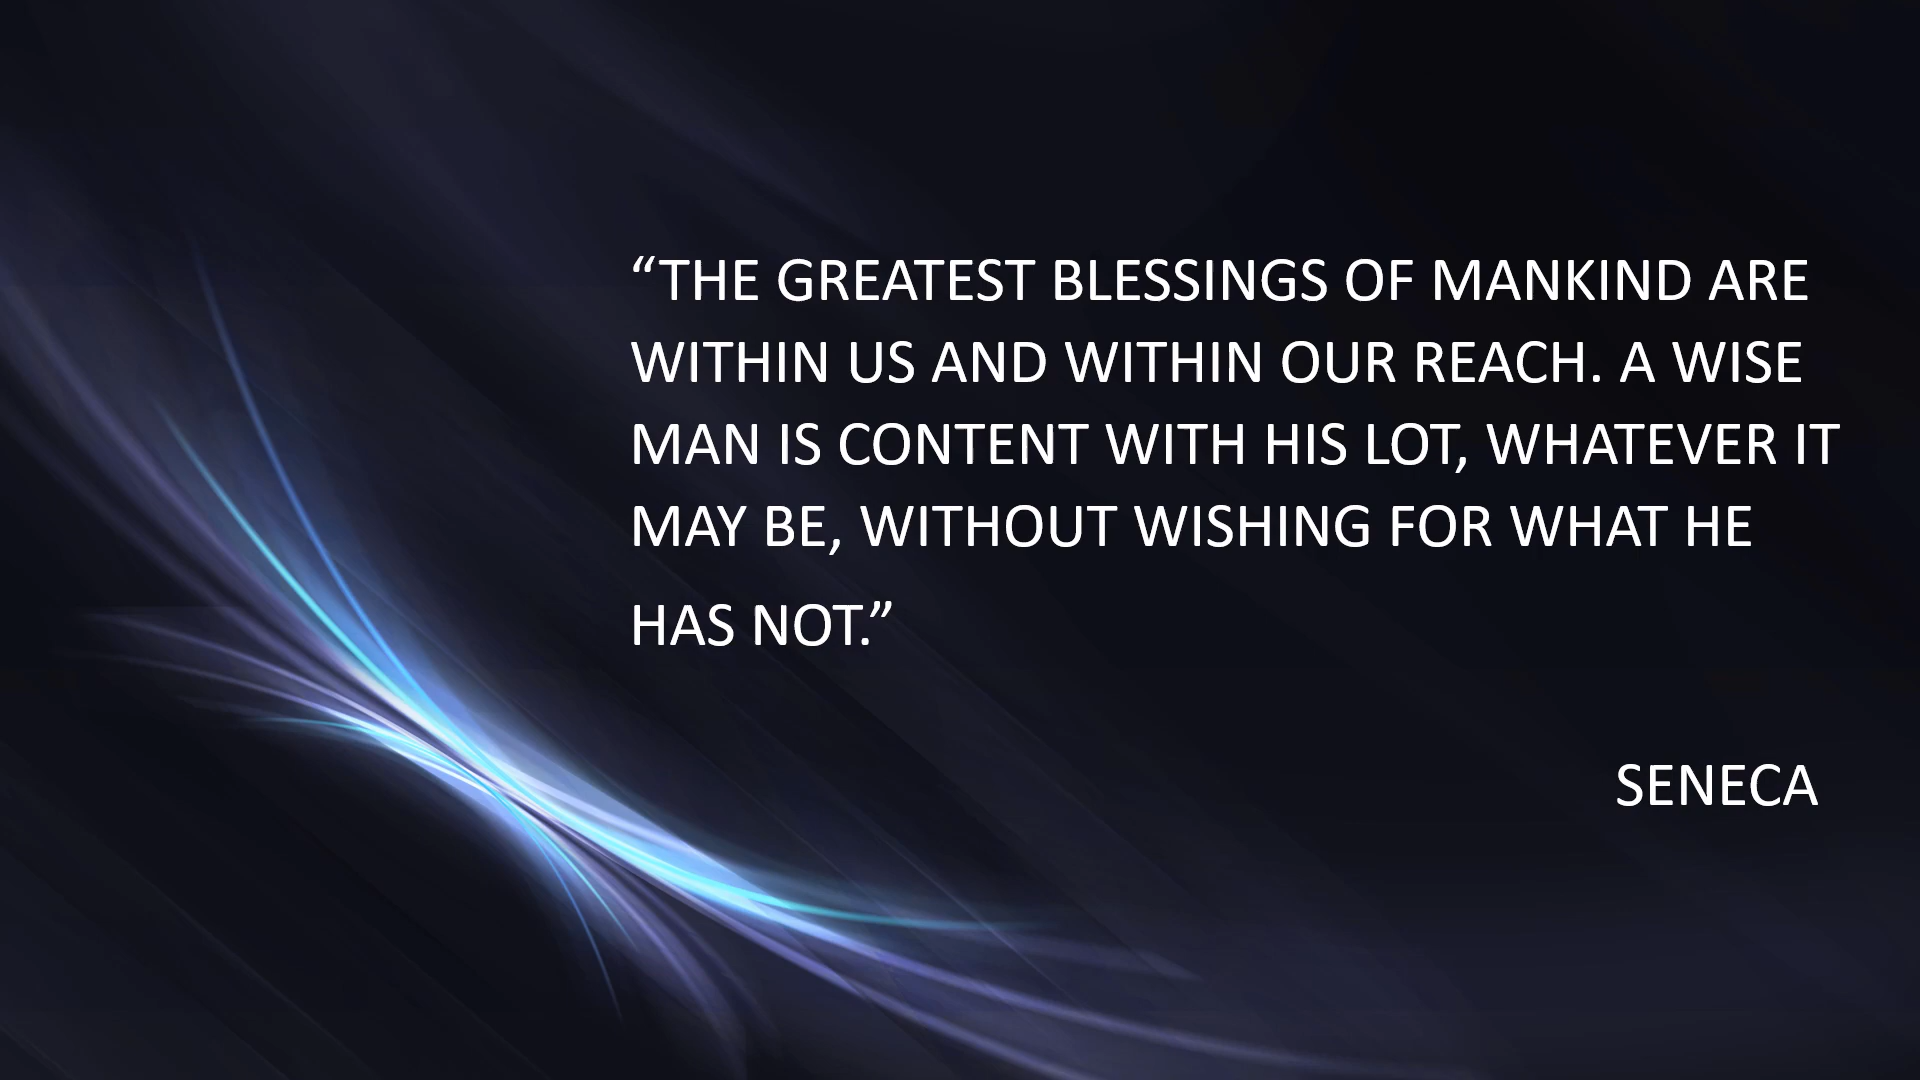 “THE GREATEST BLESSINGS OF MANKIND ARE
WITHIN US AND WITHIN OUR REACH. A WISE
MAN IS CONTENT WITH HIS LOT, WHATEVER IT
MAY BE, WITHOUT WISHING FOR WHAT HE
HAS NOT.”
SENECA